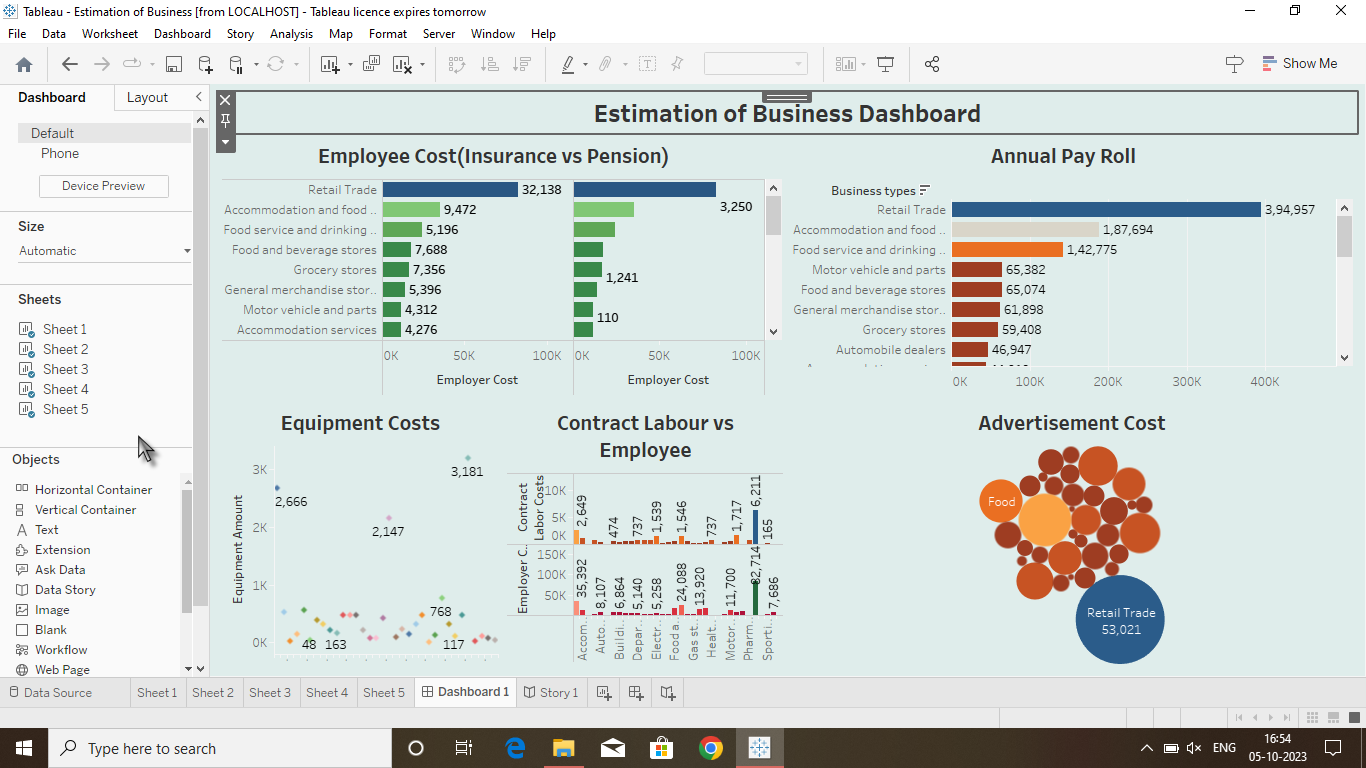 Tableau - Estimation of Business [from LOCALHOST] - Tableau licence expires tomorrow
File Data Worksheet Dashboard Story Analysis Map Format Server Window Help
Show Me
Dashboard Layout
Default
Phone
Device Preview
Size
Automatic
Sheets
Sheet 1
Sheet 2
Sheet 3
Sheet 4
Sheet 5
Objects
Horizontal Container
Vertical Container
Text
Extension
Ask Data
Data Story
Image
Blank
Workflow
Web Page
Estimation of Business Dashboard
Employee Cost(Insurance vs Pension)
Retail Trade 32,138
Accommodation and food .. 9,472 3,250
Food service and drinking .. 5,196
Food and beverage stores 7,688
Grocery stores 7,356 1,241
General merchandise stor.. 5,396
Motor vehicle and parts 4,312 110
Accommodation services 4,276
0K 50K 100K 0K 50K 100K
Employer Cost Employer Cost
Annual Pay Roll
Business types
Retail Trade 3,94,957
Accommodation and food .. 1,87,694
Food service and drinking .. 1,42,775
Motor vehicle and parts 65,382
Food and beverage stores 65,074
General merchandise stor.. 61,898
Grocery stores 59,408
Automobile dealers 46,947
0K 100K 200K 300K 400K
Equipment Costs
Equipment Amount
3K
2K
1K
0K
3,181
2,666
2,147
768
48 163 117
Contract Labour vs
Employee
Contract
Labor Costs
10K
5K
0K
2,649 474 737 1,539 1,546 737 1,717 6,211 165
Employer C..
150K
100K
50K
35,392 8,107 6,864 5,140 5,258 24,088 13,920 11,700 82,714 7,686
Accom.. Auto.. Buildi.. Depar.. Electr.. Food a.. Gas st.. Healt.. Motor.. Pharm.. Sporti..
Advertisement Cost
Food
Retail Trade
53,021
Data Source Sheet 1 Sheet 2 Sheet 3 Sheet 4 Sheet 5 Dashboard 1 Story 1
Type here to search
ENG
16:54
05-10-2023